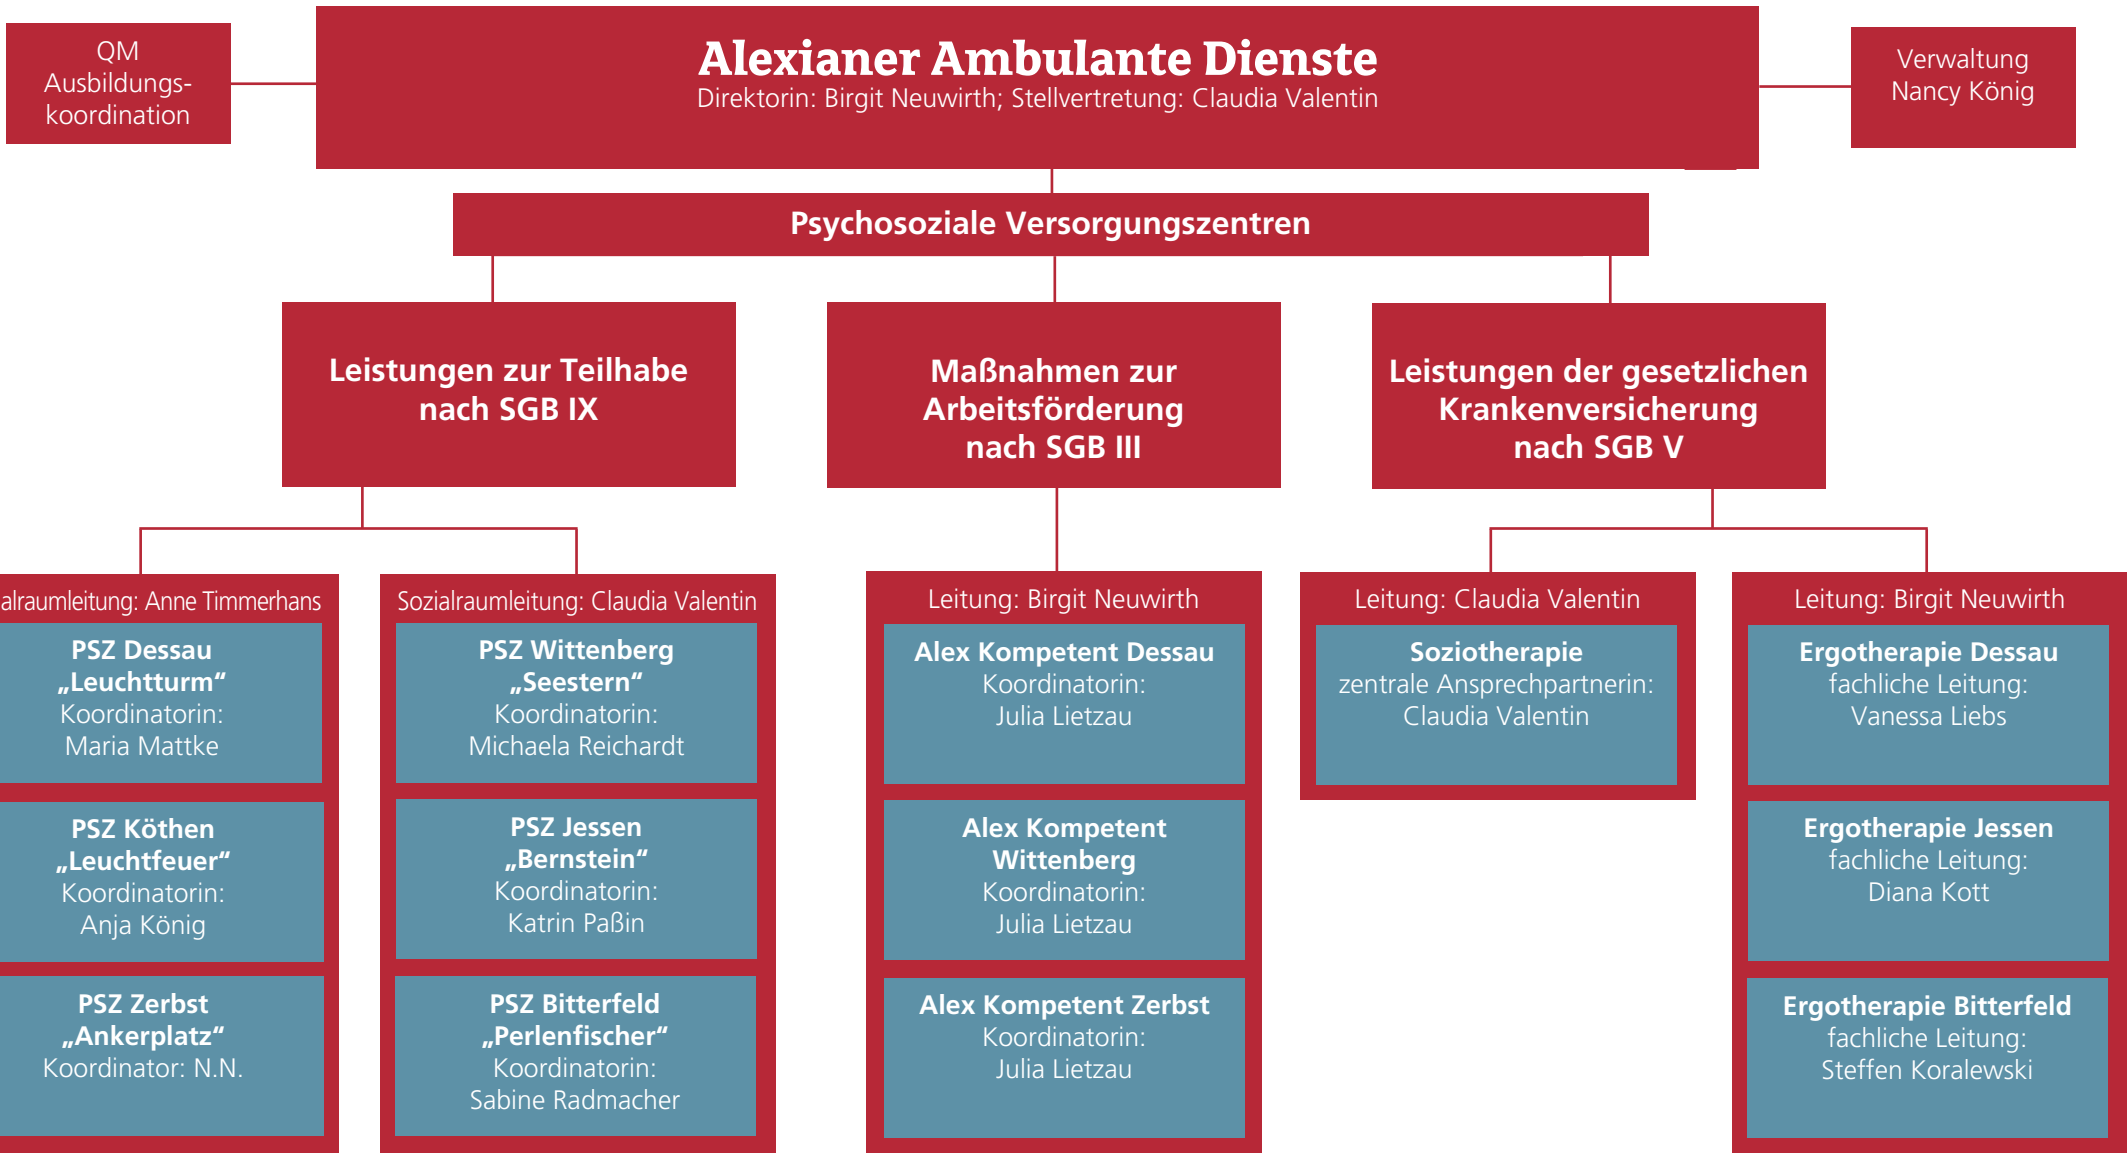 QM
Ausbildungs-
koordination
Alexianer Ambulante Dienste
Direktorin: Birgit Neuwirth; Stellvertretung: Claudia Valentin
Verwaltung
Nancy König
Psychosoziale Versorgungszentren
Leistungen zur Teilhabe
nach SGB IX
Maßnahmen zur
Arbeitsförderung
nach SGB III
Leistungen der gesetzlichen
Krankenversicherung
nach SGB V
alraumleitung: Anne Timmerhans
PSZ Dessau
„Leuchtturm“
Koordinatorin:
Maria Mattke
PSZ Köthen
„Leuchtfeuer“
Koordinatorin:
Anja König
PSZ Zerbst
„Ankerplatz“
Koordinator: N.N.
Sozialraumleitung: Claudia Valentin
PSZ Wittenberg
„Seestern“
Koordinatorin:
Michaela Reichardt
PSZ Jessen
„Bernstein“
Koordinatorin:
Katrin Paßin
PSZ Bitterfeld
„Perlenfischer“
Koordinatorin:
Sabine Radmacher
Leitung: Birgit Neuwirth
Alex Kompetent Dessau
Koordinatorin:
Julia Lietzau
Alex Kompetent
Wittenberg
Koordinatorin:
Julia Lietzau
Alex Kompetent Zerbst
Koordinatorin:
Julia Lietzau
Leitung: Claudia Valentin
Soziotherapie
zentrale Ansprechpartnerin:
Claudia Valentin
Leitung: Birgit Neuwirth
Ergotherapie Dessau
fachliche Leitung:
Vanessa Liebs
Ergotherapie Jessen
fachliche Leitung:
Diana Kott
Ergotherapie Bitterfeld
fachliche Leitung:
Steffen Koralewski